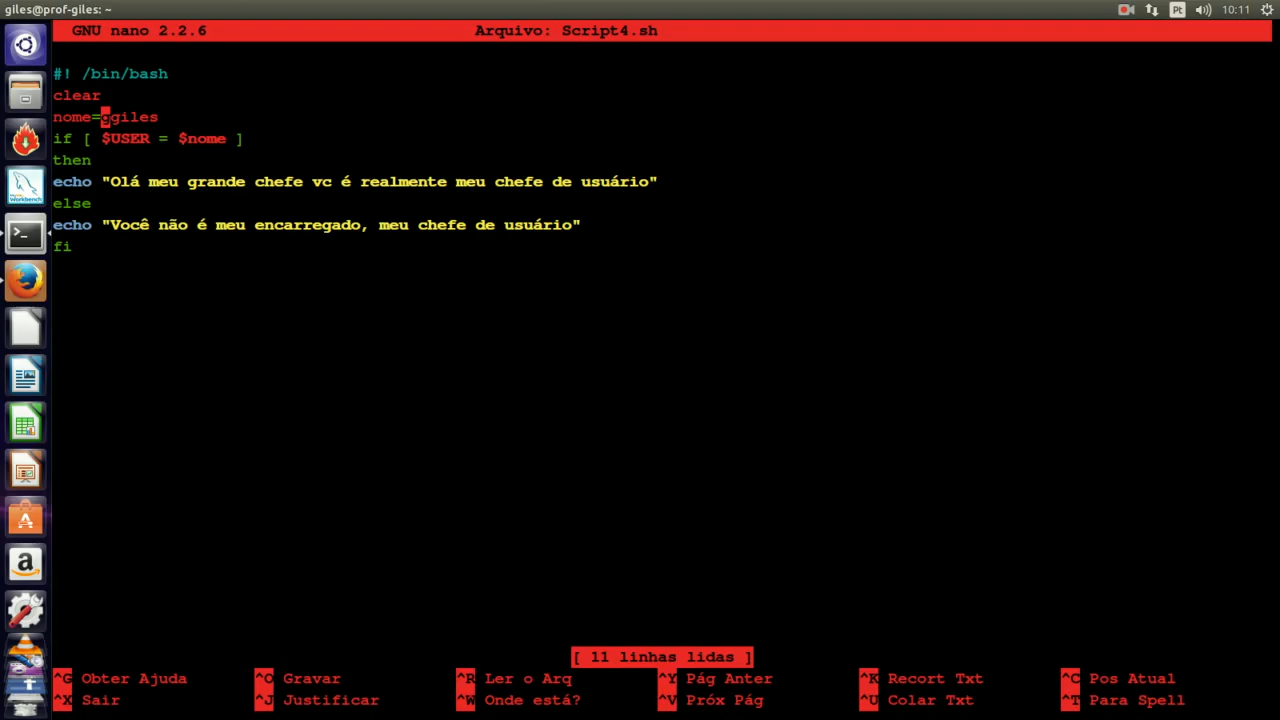 giles@prof-giles: ~
Pt
10:11
GNU nano 2.2.6 Arquivo: Script4.sh
#! /bin/bash
clear
nome=ggiles
if [ $USER = $nome ]
then
echo "Olá meu grande chefe vc é realmente meu chefe de usuário"
else
echo "Você não é meu encarregado, meu chefe de usuário"
fi
[ 11 linhas lidas ]
^G Obter Ajuda ^O Gravar ^R Ler o Arq ^Y Pág Anter ^K Recort Txt ^C Pos Atual
^X Sair ^J Justificar ^W Onde está? ^V Próx Pág ^U Colar Txt ^T Para Spell
Workbench